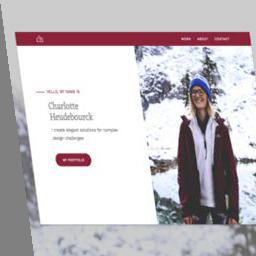 WORK ABOUT CONTACT
HELLO, MY NAME IS
Charlotte
Heudebourck
I create elegant solutions for complex
design challenges
MY PORTFOLIO